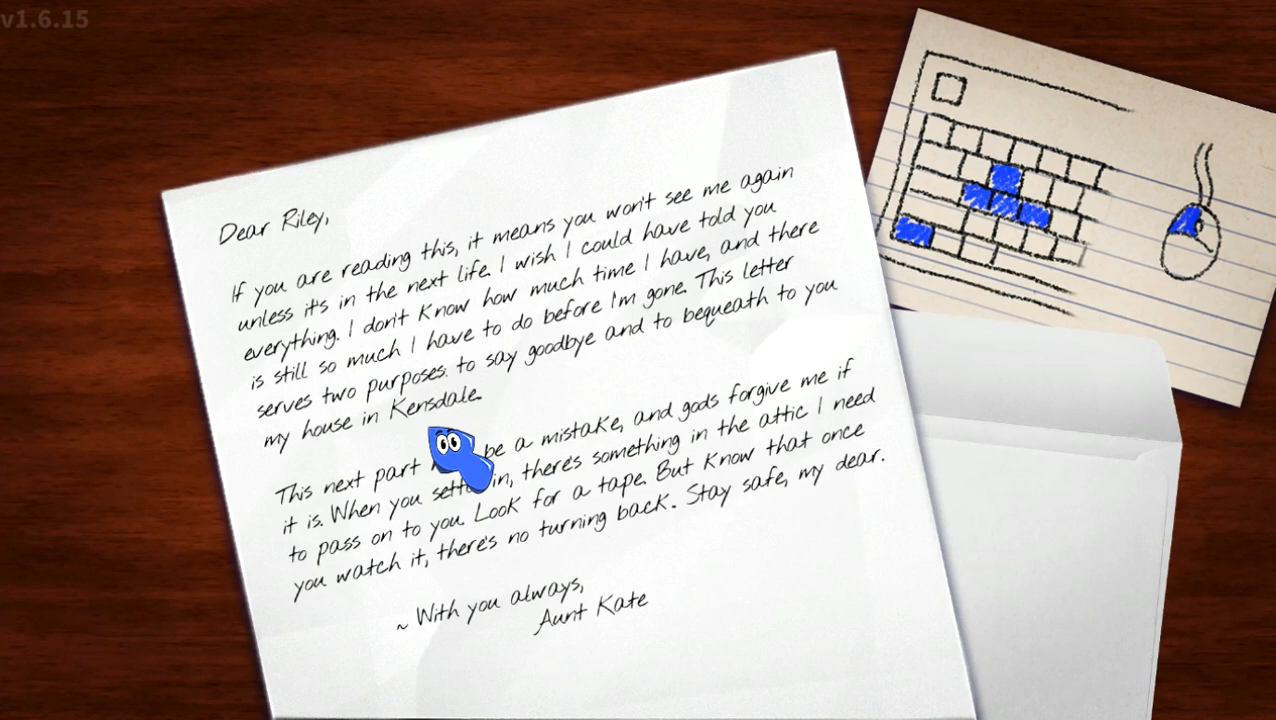 v1.6.15
Dear Riley,
If you are reading this, it means you won't see me again
unless it's in the next life. I wish I could have told you
everything. I don't know how much time I have, and there
is still so much I have to do before I'm gone. This letter
serves two purposes: to say goodbye and to bequeath to you
my house in Kensdale.
This next part be a mistake, and gods forgive me if
it is. When you in, there's something in the attic I need
to pass on to you. Look for a tape. But know that once
you watch it, there's no turning back. Stay safe, my dear.
~ With you always,
Aunt Kate